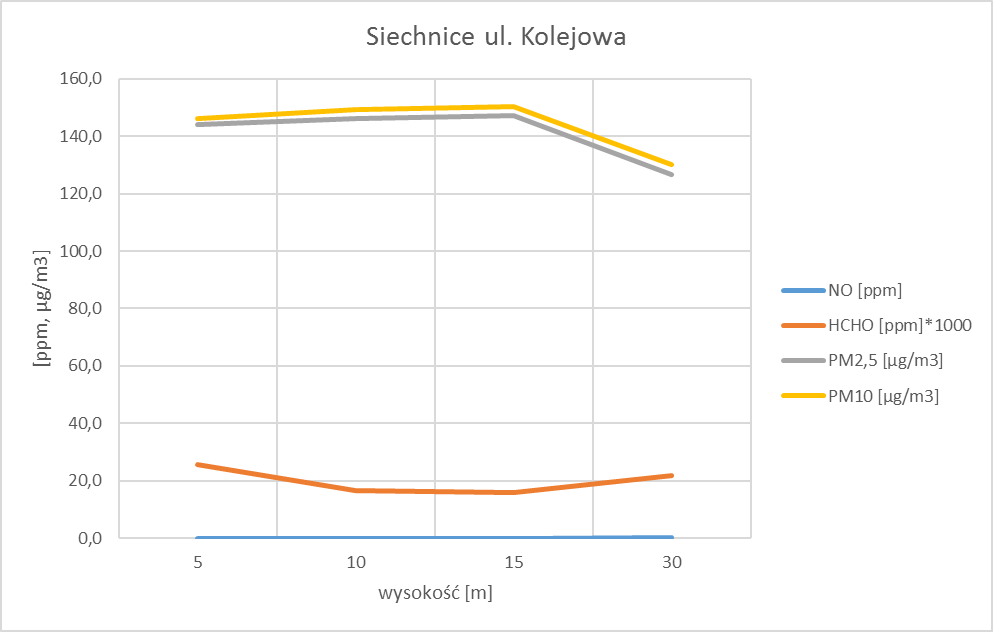 Siechnice ul. Kolejowa
160,0
140,0
120,0
100,0
80,0
60,0
40,0
20,0
0,0
[ppm, µg/m3]
5 10 15 30
wysokość [m]
NO [ppm]
HCHO [ppm]*1000
PM2,5 [µg/m3]
PM10 [µg/m3]